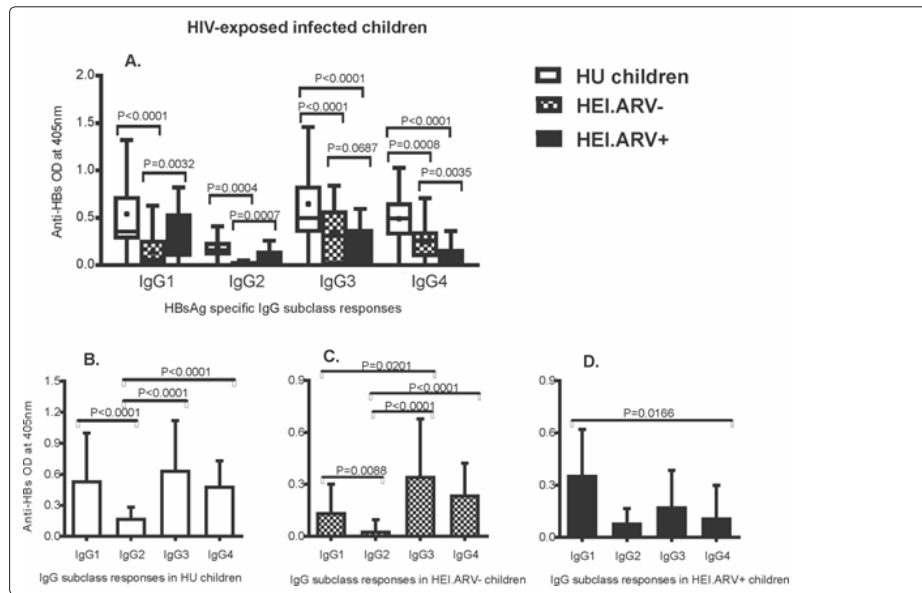 HIV-exposed infected children
A.
HU children
HEI.ARV-
HEI.ARV+
Anti-HBs OD at 405nm
2.0
1.5
1.0
0.5
0.0
P<0.0001
P=0.0032
P=0.0004
P=0.0007
P<0.0001
P<0.0001
P=0.0687
P<0.0001
P=0.0008
P=0.0035
IgG1 IgG2 IgG3 IgG4
HBsAg specific IgG subclass responses
B.
Anti-HBs OD at 405nm
1.5
1.2
0.9
0.6
0.3
0.0
P<0.0001
P<0.0001
P<0.0001
IgG1 IgG2 IgG3 IgG4
IgG subclass responses in HU children
C.
0.9
0.6
0.3
0.0
P=0.0201
P<0.0001
P<0.0001
P=0.0088
IgG1 IgG2 IgG3 IgG4
IgG subclass responses in HEI.ARV- children
D.
0.9
0.6
0.3
0.0
P=0.0166
IgG1 IgG2 IgG3 IgG4
IgG subclass responses in HEI.ARV+ children